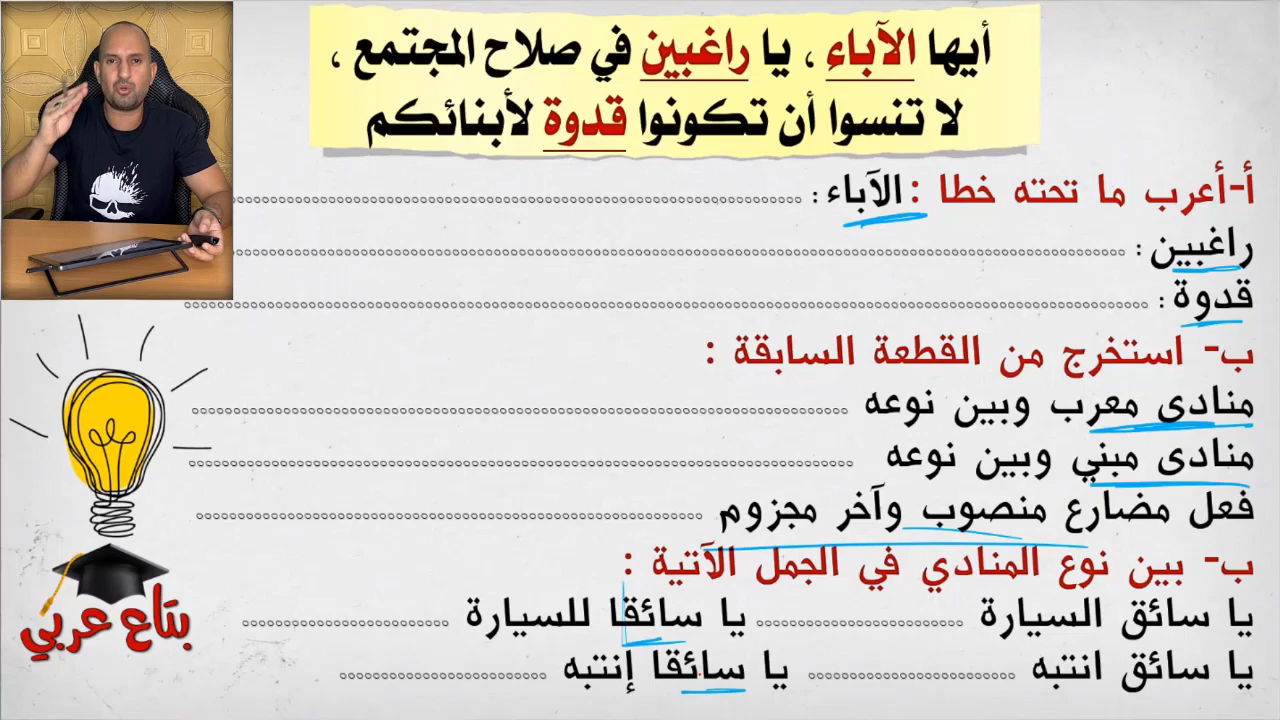 أيها الآباء ، يا راغبين في صلاح المجتمع ،
لا تنسوا أن تكونوا قدوة لأبنائكم
أ-أعرب ما تحته خطا : الآباء :
راغبين :
قدوة :
ب- استخرج من القطعة السابقة :
منادى معرب وبين نوعه
منادى مبني وبين نوعه
فعل مضارع منصوب وآخر مجزوم
ب- بين نوع المنادي في الجمل الآتية :
يا سائق السيارة يا سائقا للسيارة
يا سائق انتبه يا سائقا إنتبه
بتاع عربي